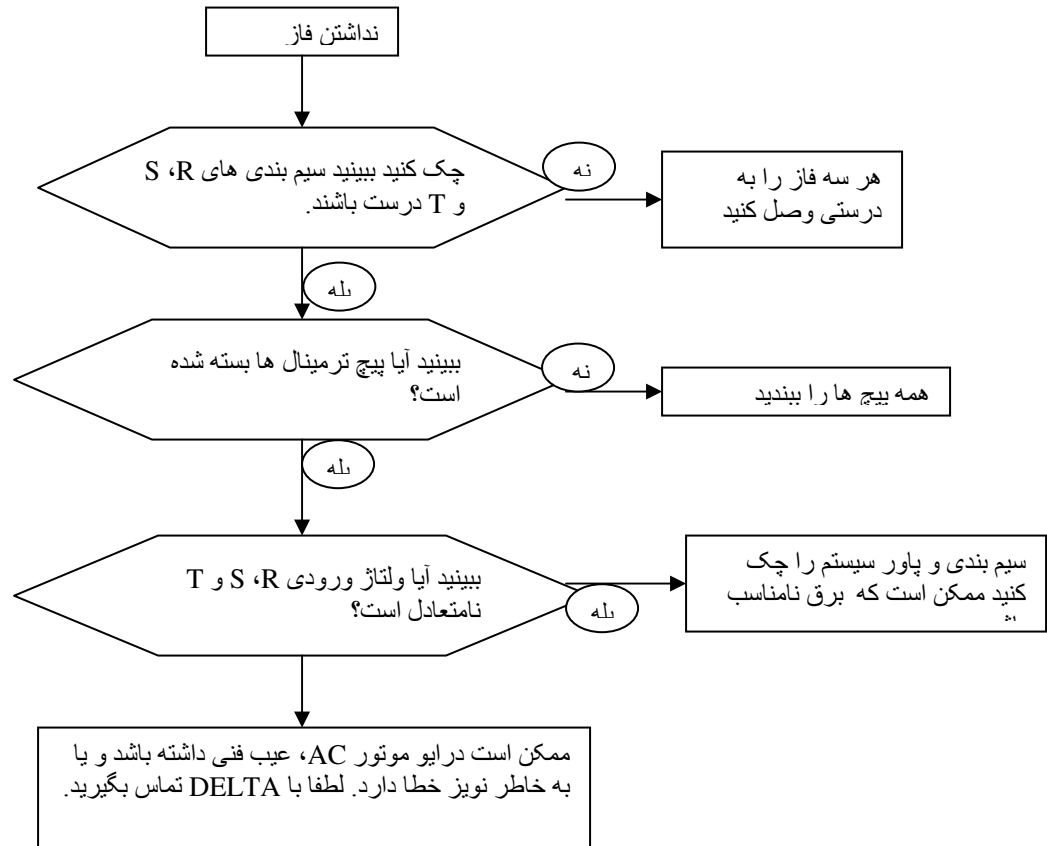 نداشتن فاز
چک کنید ببینید سیم بندی های S ،R
و T درست باشند.
نه
هر سه فاز را به
درستی وصل کنید
بله
ببینید آیا پیچ ترمینال ها بسته شده
است؟
نه
همه پیچ ها را ببندید
بله
ببینید آیا ولتاژ ورودی S ،R و T
نامتعادل است؟
بله
سیم بندی و پاور سیستم را چک
کنید ممکن است که برق نامناسب
ممکن است درایو موتور AC، عیب فنی داشته باشد و یا
به خاطر نویز خطا دارد. لطفا با DELTA تماس بگیرید.